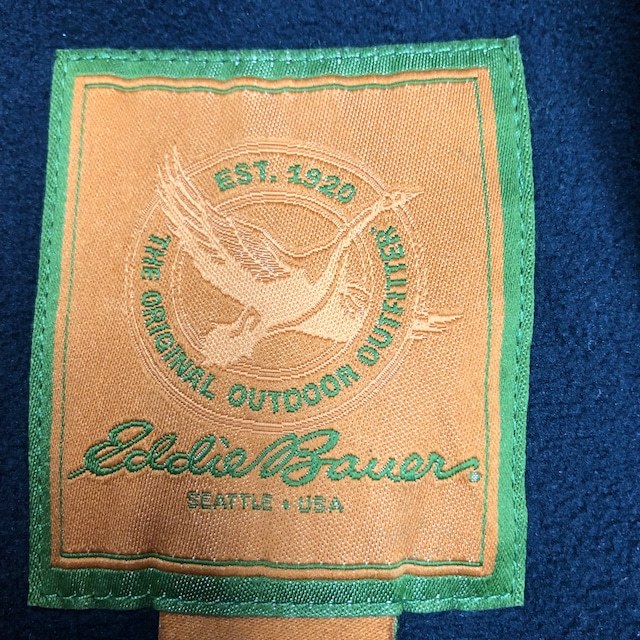 EST. 1920
THE ORIGINAL OUTDOOR OUTFITTER
Eddie Bauer®
SEATTLE • USA